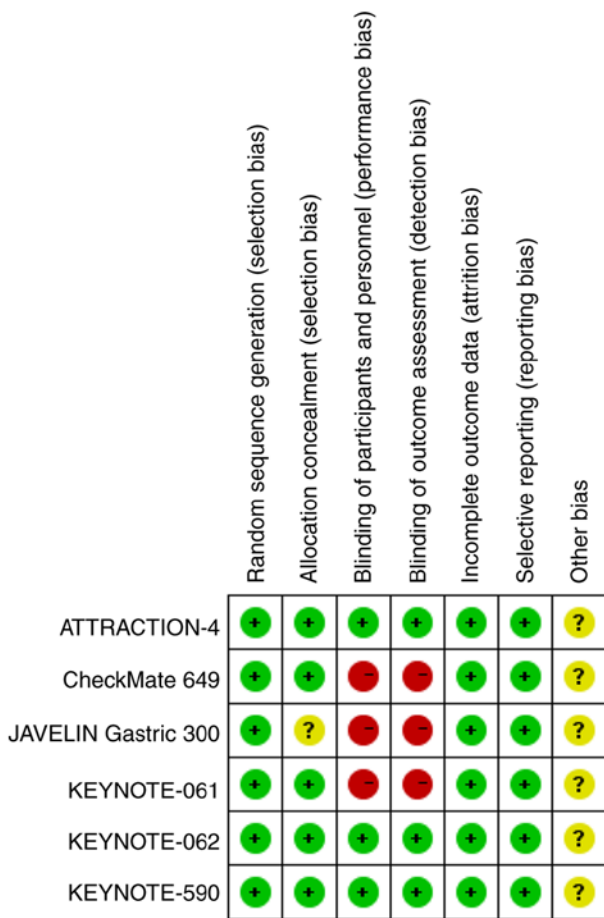 Random sequence generation (selection bias)
Allocation concealment (selection bias)
Blinding of participants and personnel (performance bias)
Blinding of outcome assessment (detection bias)
Incomplete outcome data (attrition bias)
Selective reporting (reporting bias)
Other bias
ATTRACTION-4 + + + + + + ?
CheckMate 649 + + - - + + ?
JAVELIN Gastric 300 + ? - - + + ?
KEYNOTE-061 + + - - + + ?
KEYNOTE-062 + + + + + + ?
KEYNOTE-590 + + + + + + ?